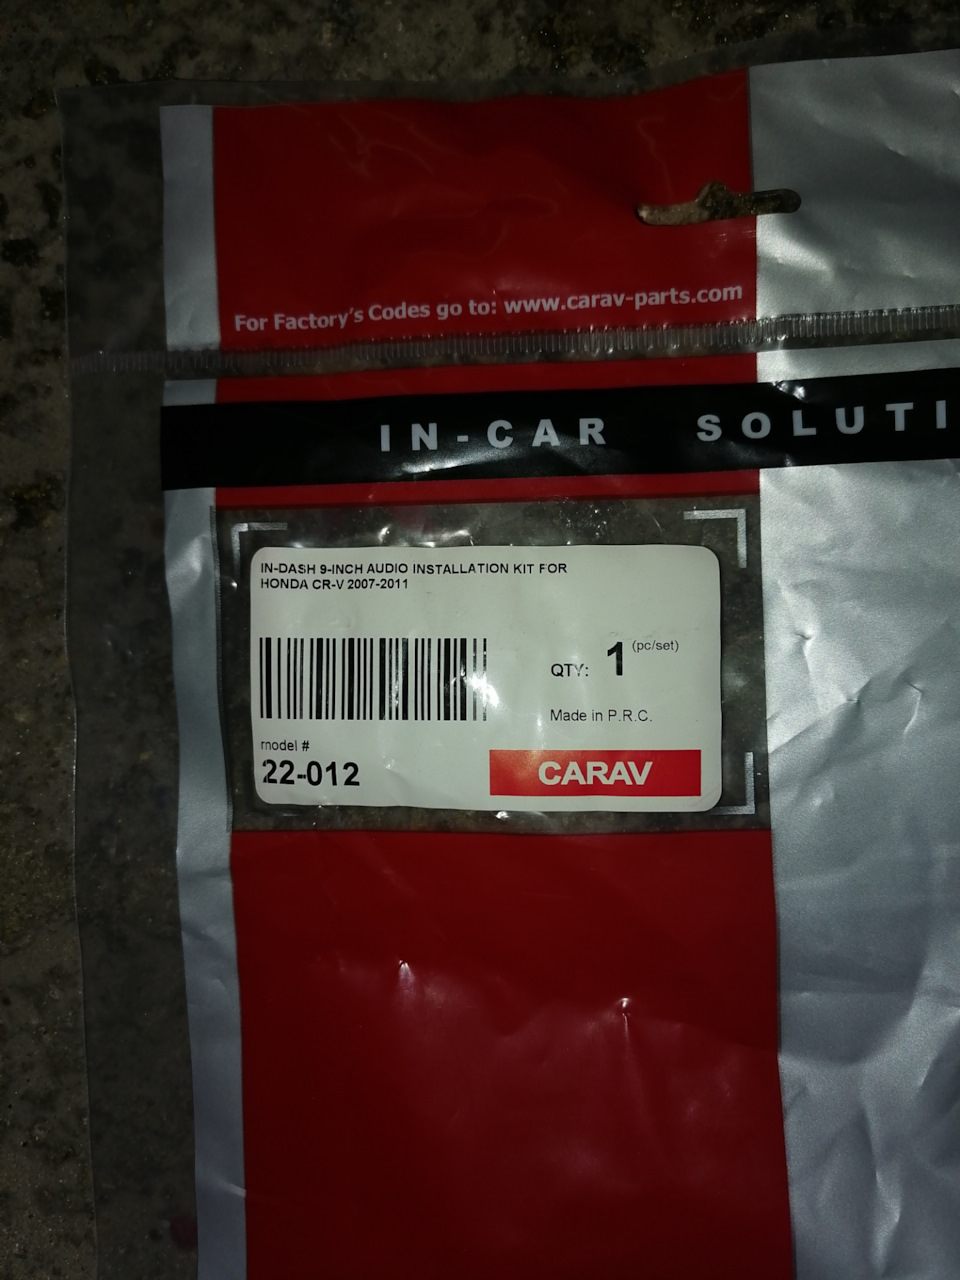 For Factory's Codes go to: www.carav-parts.com
IN-CAR SOLUTI
IN-DASH 9-INCH AUDIO INSTALLATION KIT FOR
HONDA CR-V 2007-2011
QTY: 1 (pc/set)
Made in P.R.C.
model #
22-012
CARAV